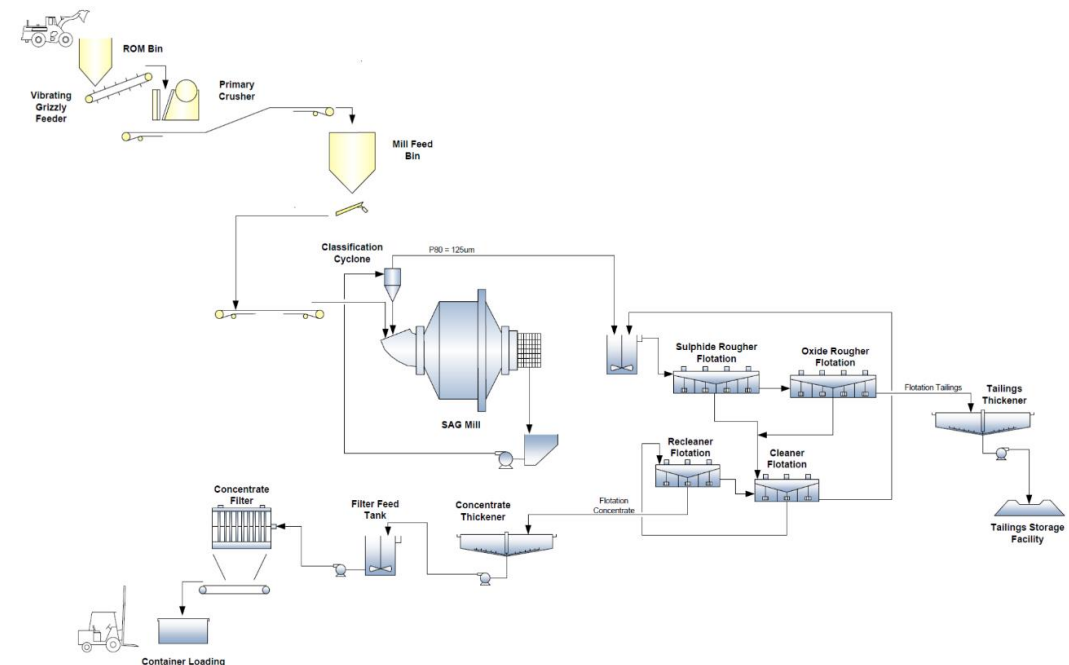 ROM Bin
Vibrating
Grizzly
Feeder
Primary
Crusher
Mill Feed
Bin
Classification
Cyclone
P80 = 125um
SAG Mill
Sulphide Rougher
Flotation
Oxide Rougher
Flotation
Flotation Tailings
Tailings
Thickener
Recleaner
Flotation
Cleaner
Flotation
Flotation
Concentrate
Tailings Storage
Facility
Concentrate
Filter
Filter Feed
Tank
Concentrate
Thickener
Container Loading